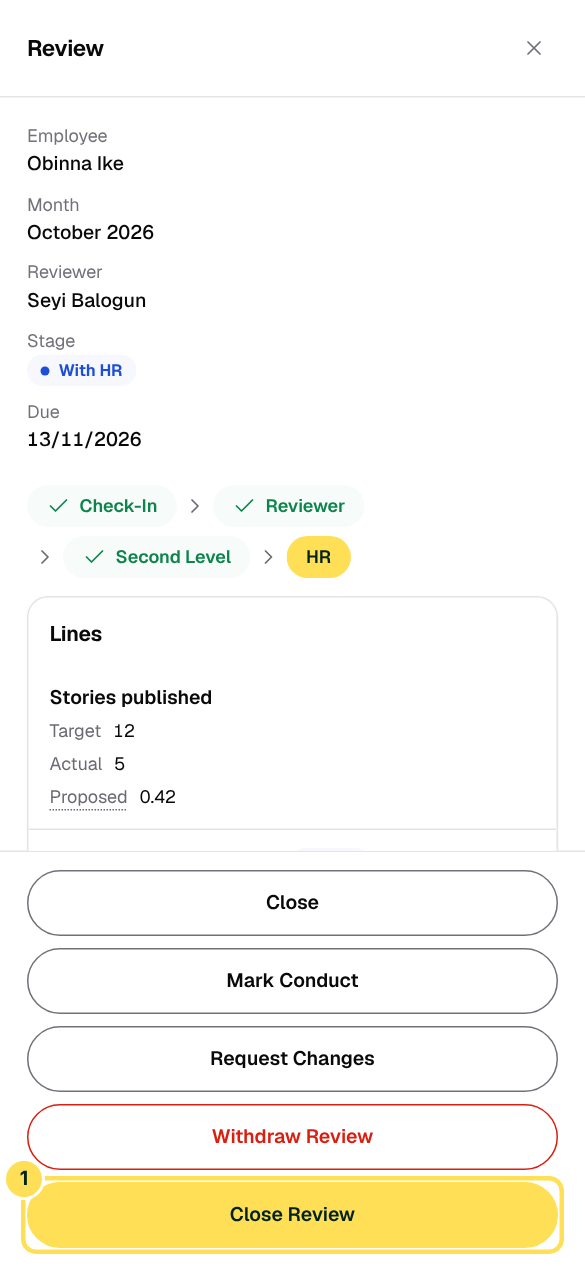 Review
Employee
Obinna Ike
Month
October 2026
Reviewer
Seyi Balogun
Stage
With HR
Due
13/11/2026
Check-In
Reviewer
Second Level
HR
Lines
Stories published
Target 12
Actual 5
Proposed 0.42
Close
Mark Conduct
Request Changes
Withdraw Review
1
Close Review